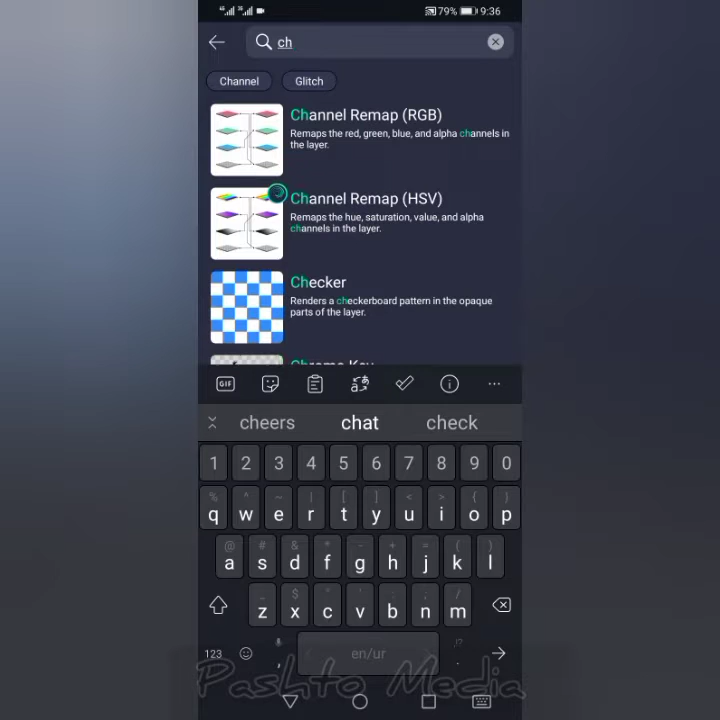 79% 9:36
ch
Channel Glitch
Channel Remap (RGB)
Remaps the red, green, blue, and alpha channels in
the layer.
Channel Remap (HSV)
Remaps the hue, saturation, value, and alpha
channels in the layer.
Checker
Renders a checkerboard pattern in the opaque
parts of the layer.
Chroma Key
GIF
cheers chat check
1 2 3 4 5 6 7 8 9 0
% ^ ~ | [ ] < > { }
q w e r t y u i o p
@ # & * - + = ( )
a s d f g h j k l
_ $ " ' : ; /
z x c v b n m
123 , en/ur .
Pashto Media